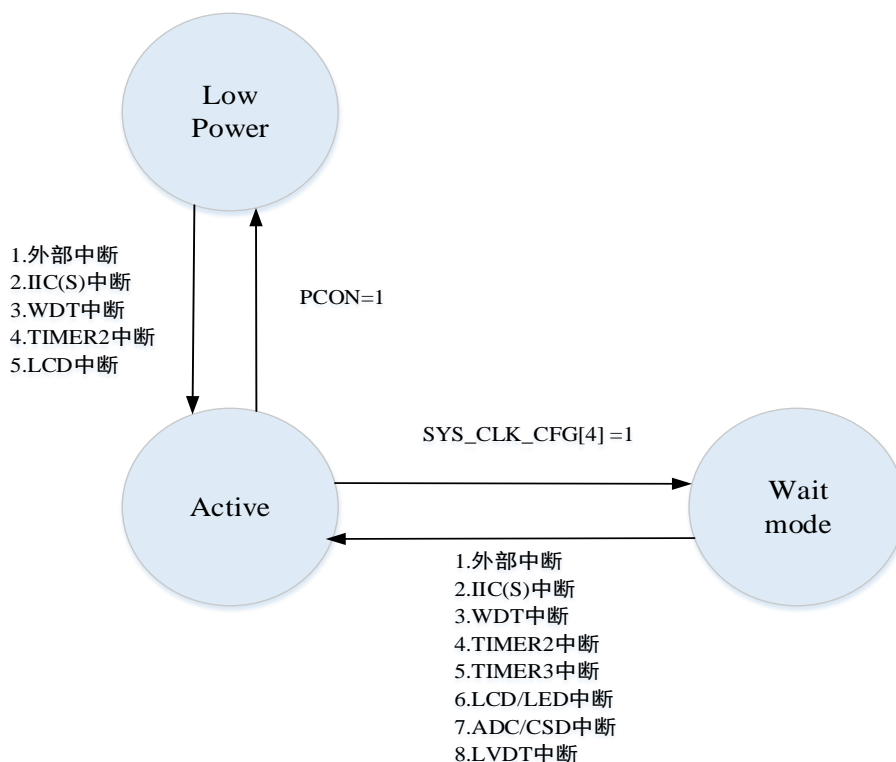 Low
Power
1.外部中断
2.IIC(S)中断
3.WDT中断
4.TIMER2中断
5.LCD中断
PCON=1
SYS_CLK_CFG[4] =1
Active
Wait
mode
1.外部中断
2.IIC(S)中断
3.WDT中断
4.TIMER2中断
5.TIMER3中断
6.LCD/LED中断
7.ADC/CSD中断
8.LVDT中断